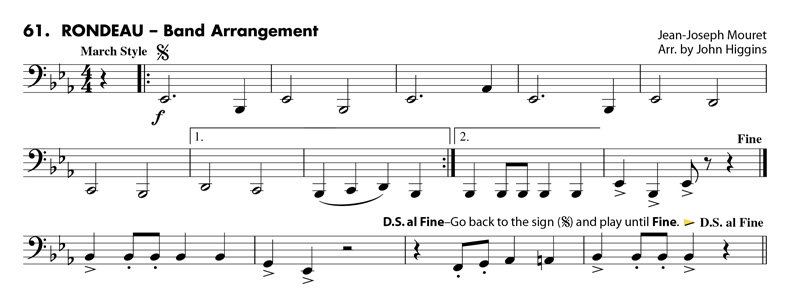 61. RONDEAU – Band Arrangement
Jean-Joseph Mouret
Arr. by John Higgins
March Style
f
1.
2.
Fine
D.S. al Fine–Go back to the sign (𝄋) and play until Fine.
D.S. al Fine